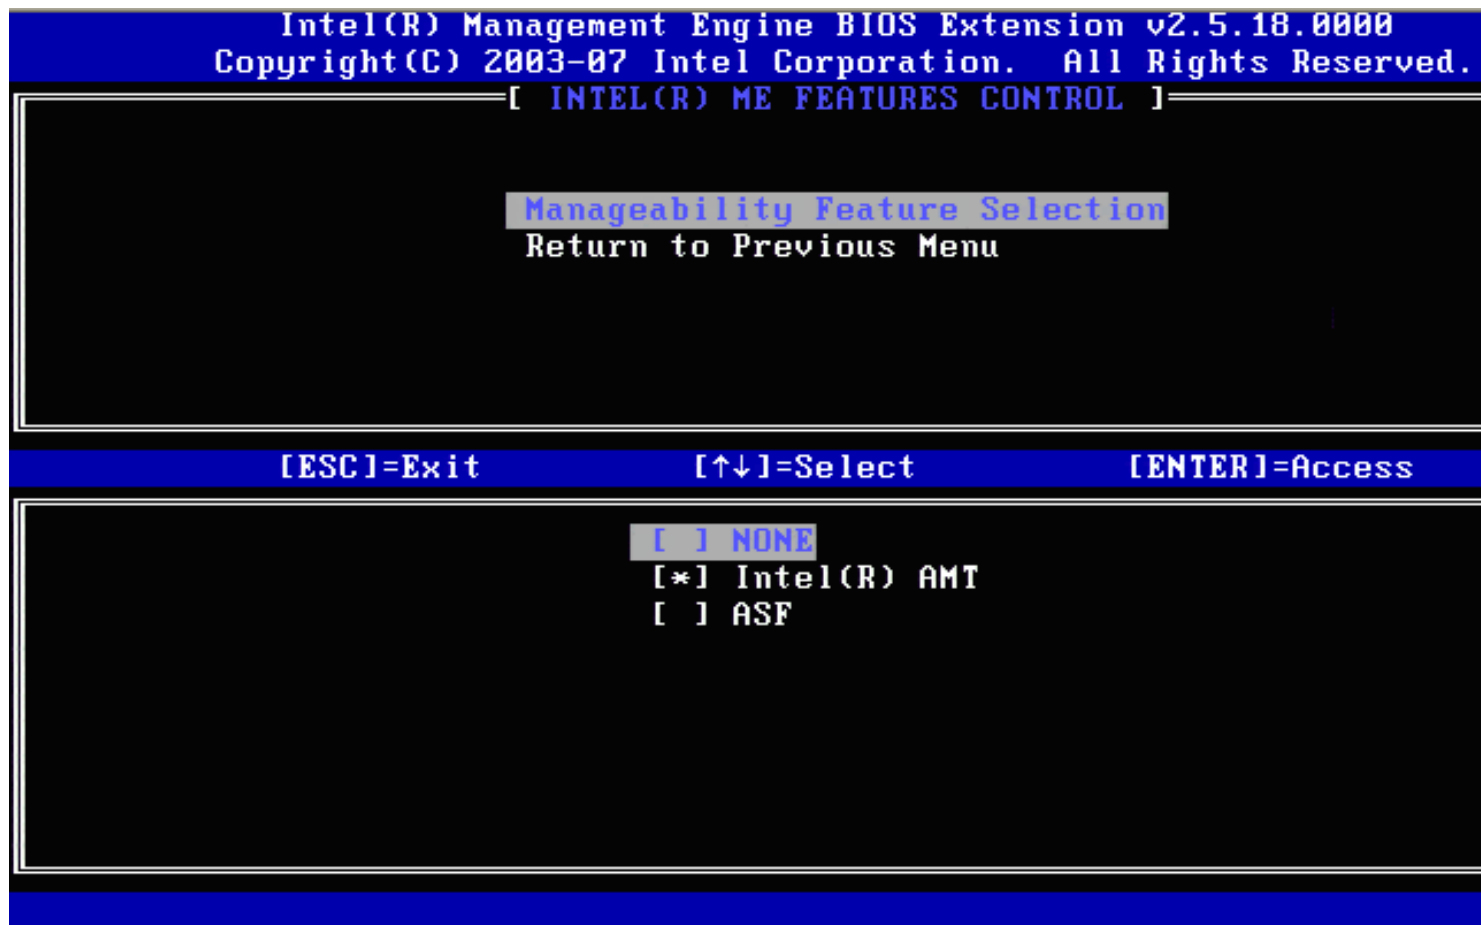 Intel(R) Management Engine BIOS Extension v2.5.18.0000
Copyright(C) 2003-07 Intel Corporation. All Rights Reserved.
[ INTEL(R) ME FEATURES CONTROL ]
Manageability Feature Selection
Return to Previous Menu
[ESC]=Exit [↑↓]=Select [ENTER]=Access
[ ] NONE
[*] Intel(R) AMT
[ ] ASF